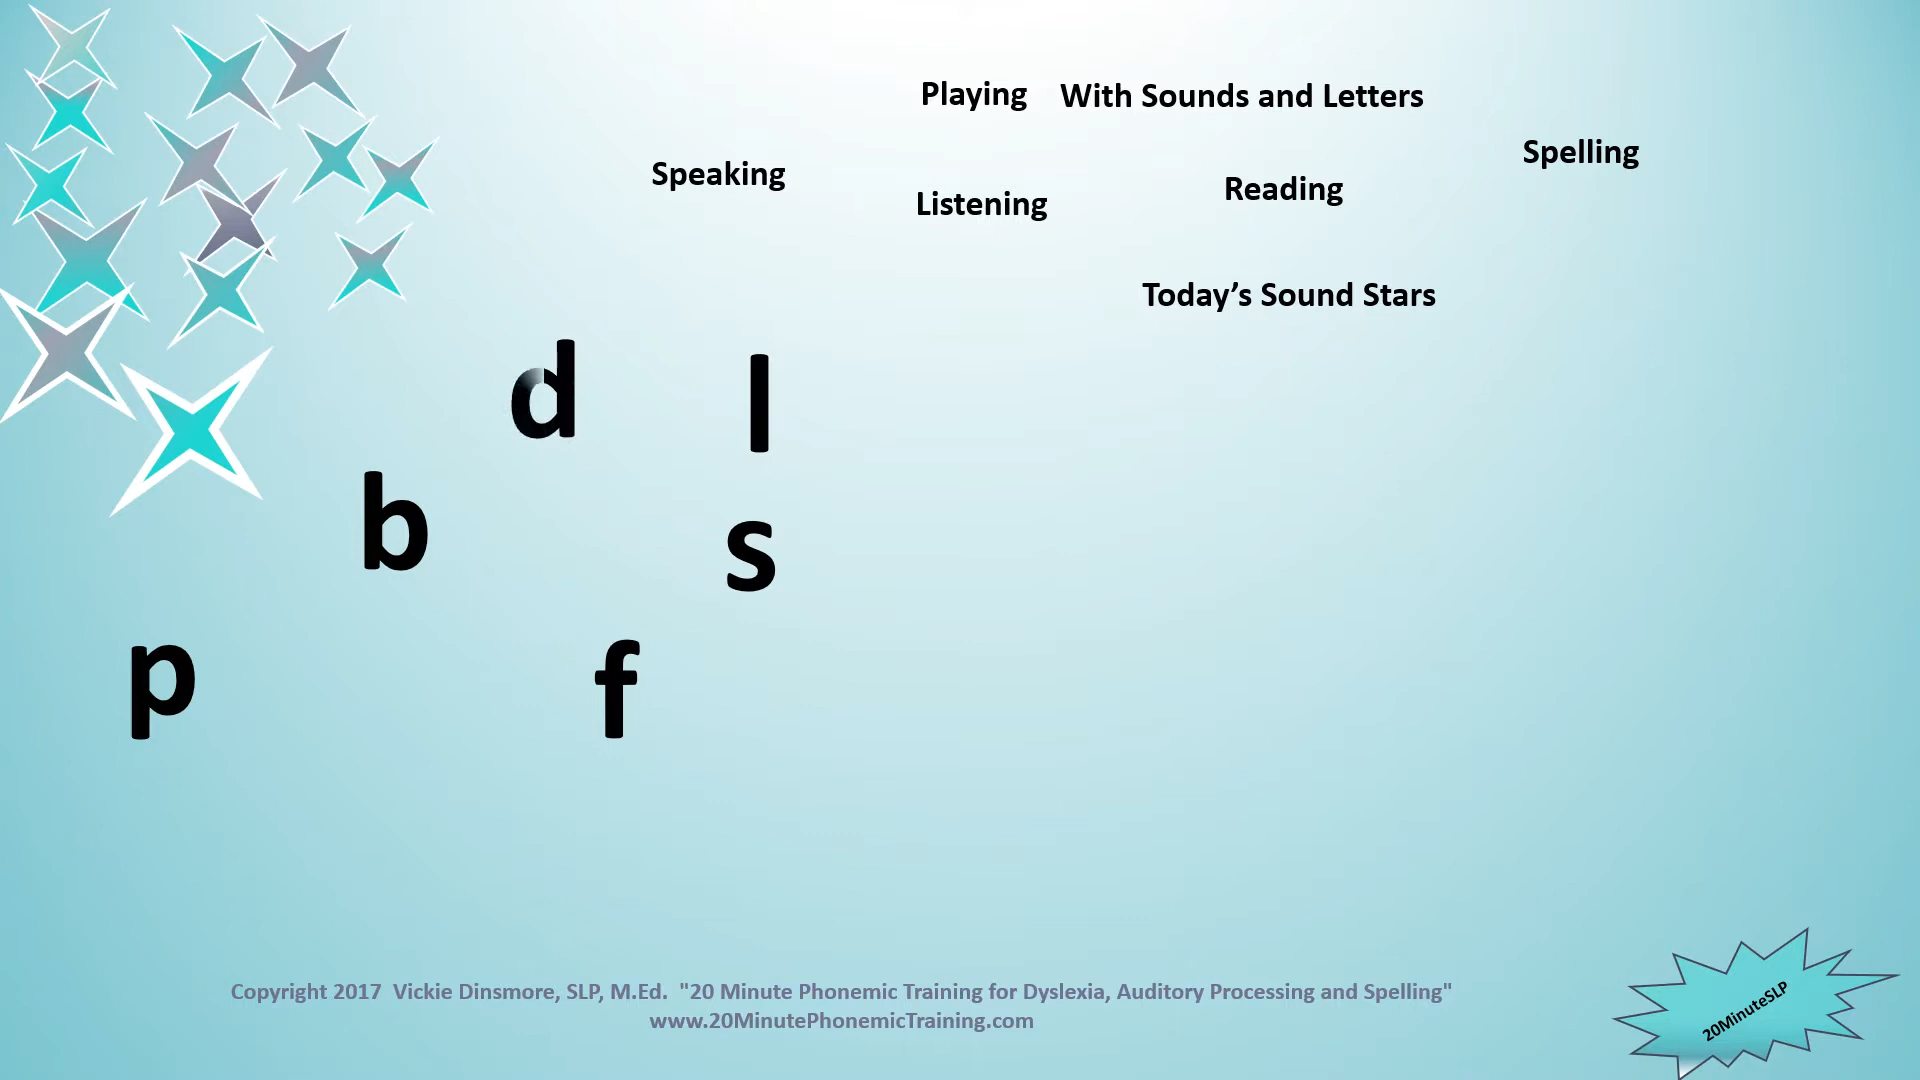 Playing With Sounds and Letters
Spelling
Speaking
Reading
Listening
Today’s Sound Stars
d
l
b
s
p
f
Copyright 2017 Vickie Dinsmore, SLP, M.Ed. "20 Minute Phonemic Training for Dyslexia, Auditory Processing and Spelling"
www.20MinutePhonemicTraining.com
20MinuteSLP